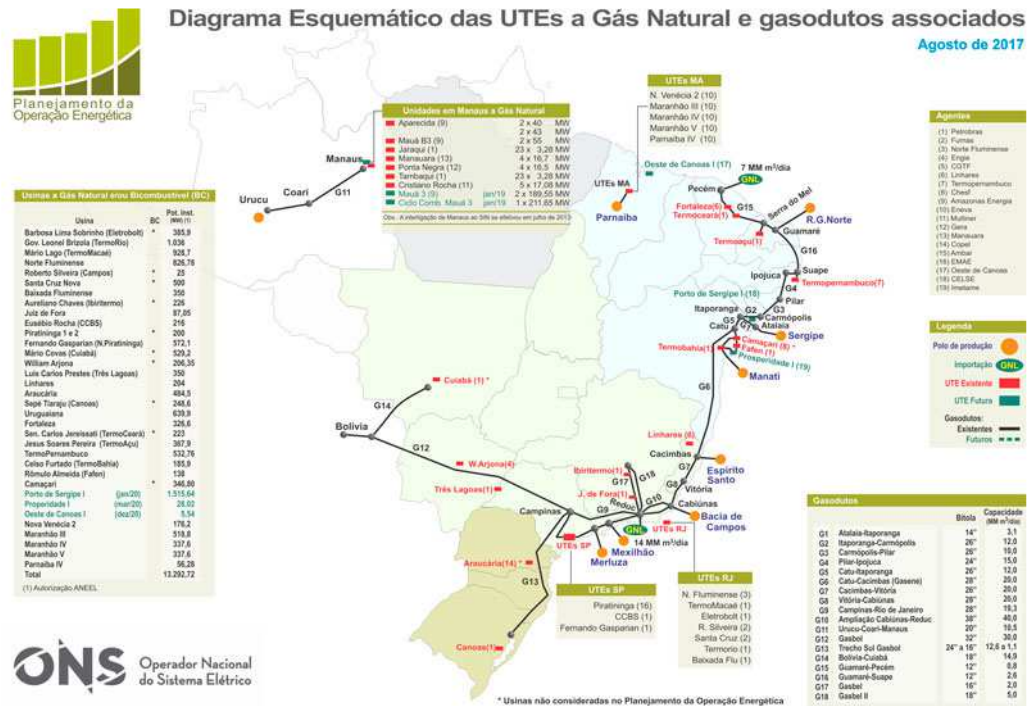 Diagrama Esquemático das UTEs a Gás Natural e gasodutos associados
Agosto de 2017
Planejamento da
Operação Energética
Unidades em Manaus a Gás Natural
Aparecida (9) 2 x 40 MW
2 x 43 MW
Mauá B3 (9) 2 x 55 MW
Jaraqui (1) 23 x 3,28 MW
Manauara (13) 4 x 16,7 MW
Ponta Negra (12) 4 x 16,5 MW
Tambaqui (1) 23 x 3,28 MW
Cristiano Rocha (11) 5 x 17,08 MW
Mauá 3 (9) jan/19 2 x 189,55 MW
Ciclo Comb. Mauá 3 jan/19 1 x 211,65 MW
Obs.: A interligação de Manaus ao SIN se efetivou em julho de 2013
UTEs MA
N. Venécia 2 (10)
Maranhão III (10)
Maranhão IV (10)
Maranhão V (10)
Parnaiba IV (10)
Agentes
(1) Petrobras
(2) Furnas
(3) Norte Fluminense
(4) Engie
(5) CGTF
(6) Linhares
(7) Termopernambuco
(8) Chesf
(9) Amazonas Energia
(10) Eneva
(11) Multiner
(12) Gera
(13) Manauara
(14) Copel
(15) Ambar
(16) EMAE
(17) Oeste de Canoas
(18) CELSE
(19) Imetame
Usinas a Gás Natural e/ou Bicombustível (BC)
Usina BC Pot. Inst.
(MW) (1)
Barbosa Lima Sobrinho (Eletrobolt) * 385,9
Gov. Leonel Brizola (TermoRio) 1.036
Mário Lago (TermoMacaé) 928,7
Norte Fluminense 826,78
Roberto Silveira (Campos) * 25
Santa Cruz Nova * 500
Baixada Fluminense 350
Aureliano Chaves (Ibiritermo) * 226
Juiz de Fora 87,05
Eusébio Rocha (CCBS) 216
Piratininga 1 e 2 * 200
Fernando Gasparian (N.Piratininga) 572,1
Mário Covas (Cuiabá) * 529,2
William Arjona * 206,35
Luis Carlos Prestes (Três Lagoas) 350
Linhares 204
Araucária 484,5
Sepé Tiaraju (Canoas) * 248,6
Uruguaiana 639,9
Fortaleza 326,6
Sen. Carlos Jereissati (TermoCeará) * 223
Jesus Soares Pereira (TermoAçu) 367,9
TermoPernambuco 532,76
Celso Furtado (TermoBahia) 185,9
Rômulo Almeida (Fafen) 138
Camaçari * 346,80
Porto de Sergipe I (jan/20) 1.515,64
Properidade I (mar/20) 28,02
Oeste de Canoas I (dez/20) 5,54
Nova Venécia 2 176,2
Maranhão III 518,8
Maranhão IV 337,6
Maranhão V 337,6
Parnaíba IV 56,28
Total 13.292,72
(1) Autorização ANEEL
Manaus
G11
Coari
Urucu
UTEs MA
Parnaíba
Oeste de Canoas I (17)
7 MM m³/dia
Pecém
GNL
Fortaleza(5)
G15
Termoceará(1)
Serra do Mel
R.G.Norte
Guamaré
Termoaçu(1)
G16
Ipojuca
Suape
Termopernambuco(7)
G4
Porto de Sergipe I (18)
Pilar
Itaporanga
G2
G3
G5
Carmópolis
Catu
G7
Atalaia
Camaçari (8) *
Sergipe
Termobahia(1)
Fafen (1)
Prosperidade I (19)
Manati
G6
Cuiabá (1) *
G14
Bolívia
G12
W.Arjona(4)
Três Lagoas(1)
Linhares (6)
Cacimbas
Espírito
Santo
Ibiritermo(1)
G17
G18
G7
J. de Fora(1)
G8
Vitória
Reduc
G10
Cabiúnas
Campinas
G9
Bacia de
Campos
GNL
UTEs RJ
14 MM m³/dia
UTEs SP
Mexilhão
Merluza
Araucária(14) *
G13
Canoas(1)
UTEs SP
Piratininga (16)
CCBS (1)
Fernando Gasparian (1)
UTEs RJ
N. Fluminense (3)
TermoMacaé (1)
Eletrobolt (1)
R. Silveira (2)
Santa Cruz (2)
Termorio (1)
Baixada Flu (1)
Legenda
Polo de produção
Importação GNL
UTE Existente
UTE Futura
Gasodutos:
Existentes
Futuros
Gasodutos
Bitola Capacidade
(MM m³/dia)
G1 Atalaia-Itaporanga 14" 3,1
G2 Itaporanga-Carmópolis 26" 12,0
G3 Carmópolis-Pilar 26" 10,0
G4 Pilar-Ipojuca 24" 15,0
G5 Catu-Itaporanga 26" 12,0
G6 Catu-Cacimbas (Gasene) 28" 20,0
G7 Cacimbas-Vitória 26" 20,0
G8 Vitória-Cabiúnas 28" 20,0
G9 Campinas-Rio de Janeiro 28" 19,3
G10 Ampliação Cabiúnas-Reduc 38" 40,0
G11 Urucu-Coari-Manaus 20" 10,5
G12 Gasbol 32" 30,0
G13 Trecho Sul Gasbol 24" a 16" 12,6 a 1,1
G14 Bolívia-Cuiabá 18" 14,9
G15 Guamaré-Pecém 12" 0,8
G16 Guamaré-Suape 12" 2,6
G17 Gasbel 16" 2,0
G18 Gasbel II 18" 5,0
ONS Operador Nacional
do Sistema Elétrico
* Usinas não consideradas no Planejamento da Operação Energética